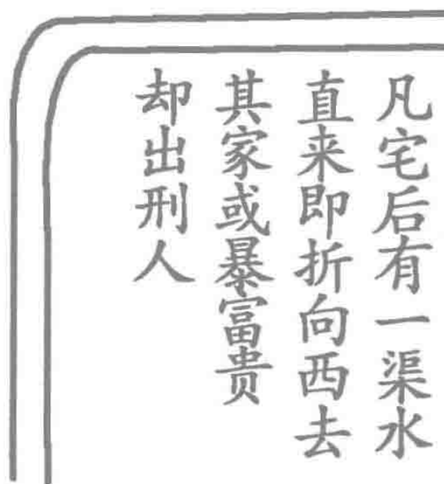 凡宅后有一渠水
直来即折向西去
其家或暴富贵
却出刑人